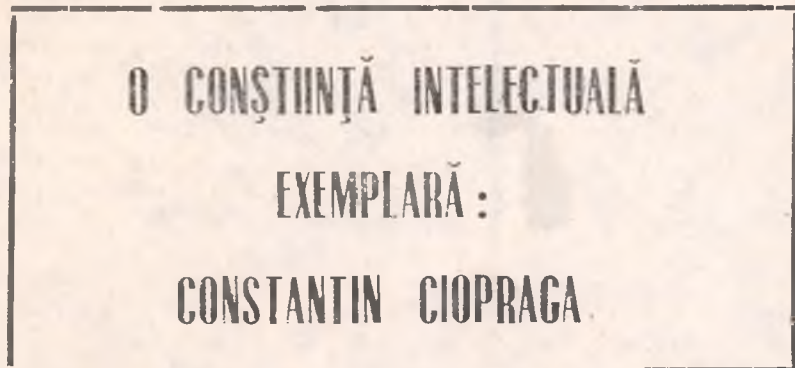 O CONȘTIINȚĂ INTELECTUALĂ
EXEMPLARĂ :
CONSTANTIN CIOPRAGA